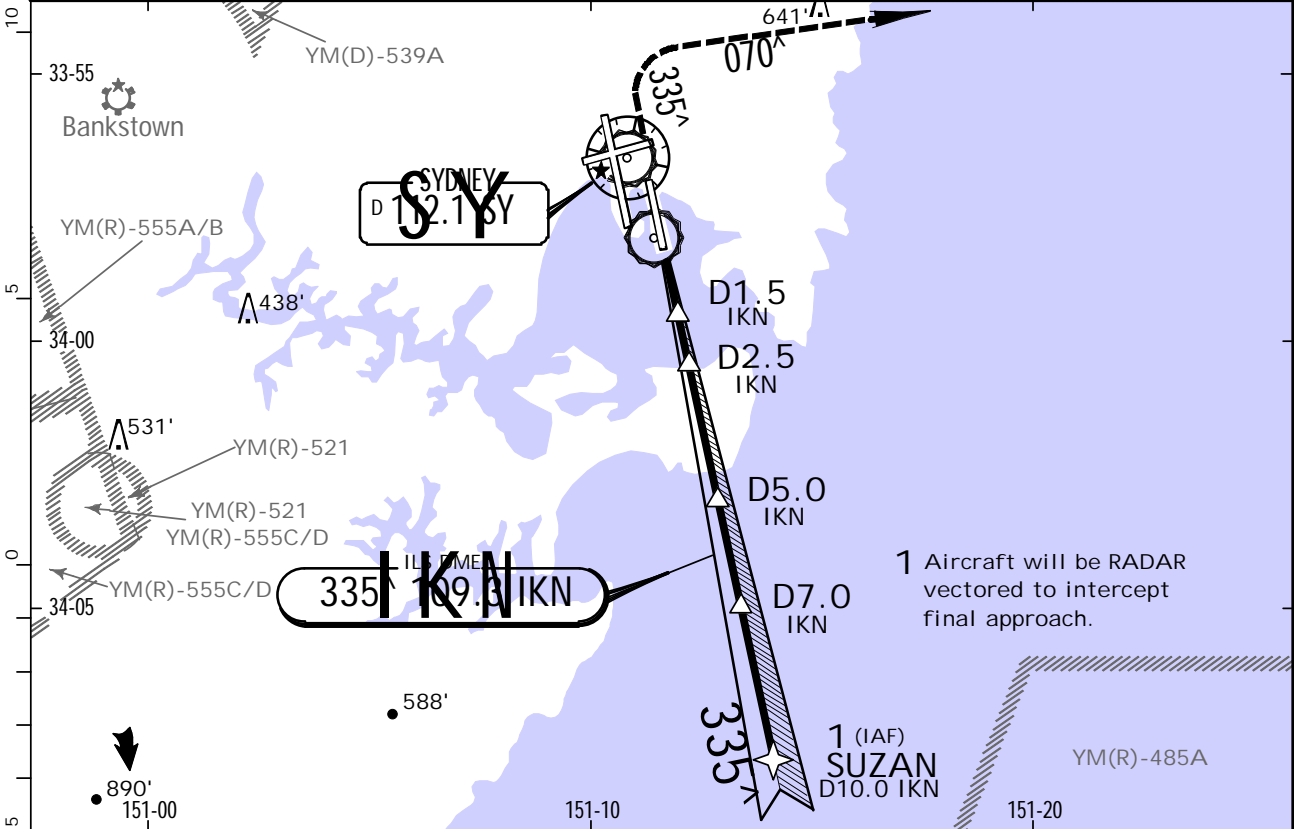 10
641'
YM(D)-539A
070^
33-55
335^
Bankstown
SYDNEY
D 112.1 SY
S Y
YM(R)-555A/B
5
438'
D1.5
IKN
34-00
D2.5
IKN
531'
YM(R)-521
D5.0
IKN
YM(R)-521
YM(R)-555C/D
0
ILS DME
335^ 109.3 IKN
I K N
1 Aircraft will be RADAR
vectored to intercept
final approach.
YM(R)-555C/D
34-05
D7.0
IKN
588'
335^
1 (IAF)
SUZAN
D10.0 IKN
YM(R)-485A
890'
151-00
151-10
151-20
5